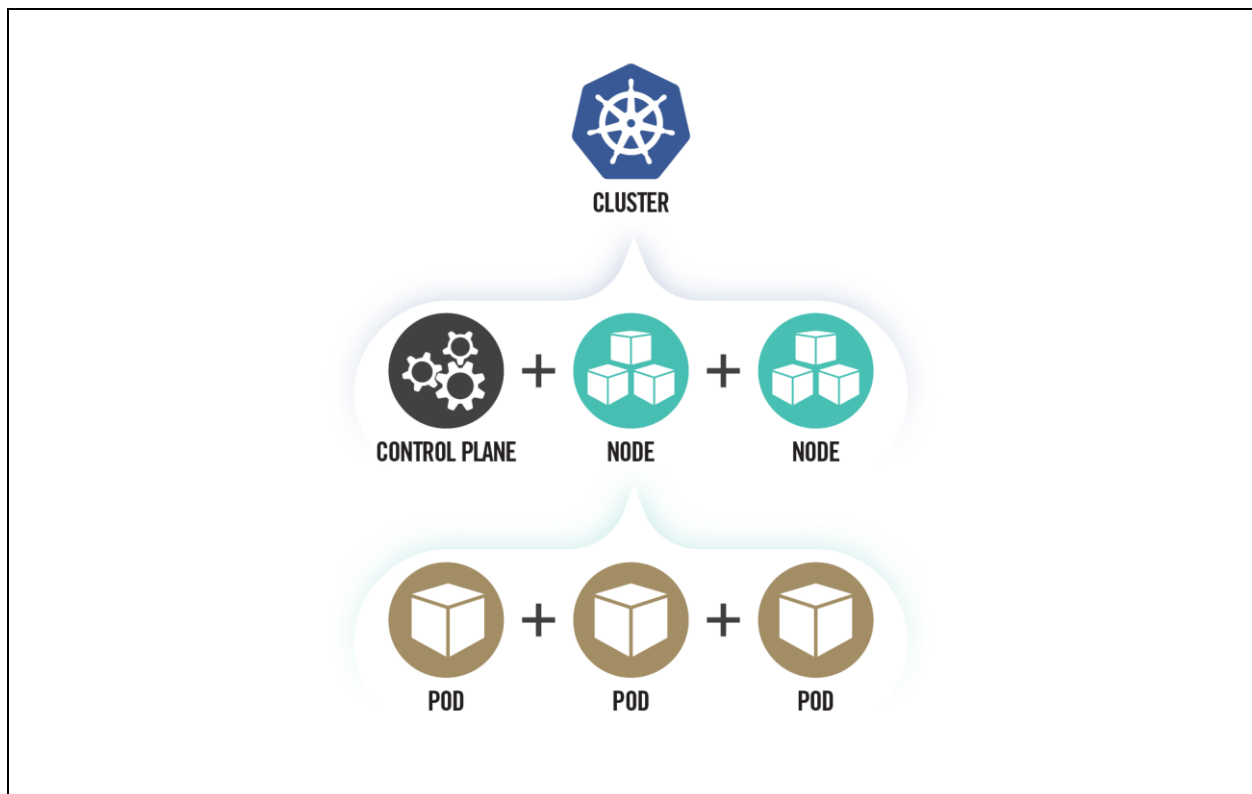 CLUSTER
CONTROL PLANE + NODE + NODE
POD + POD + POD